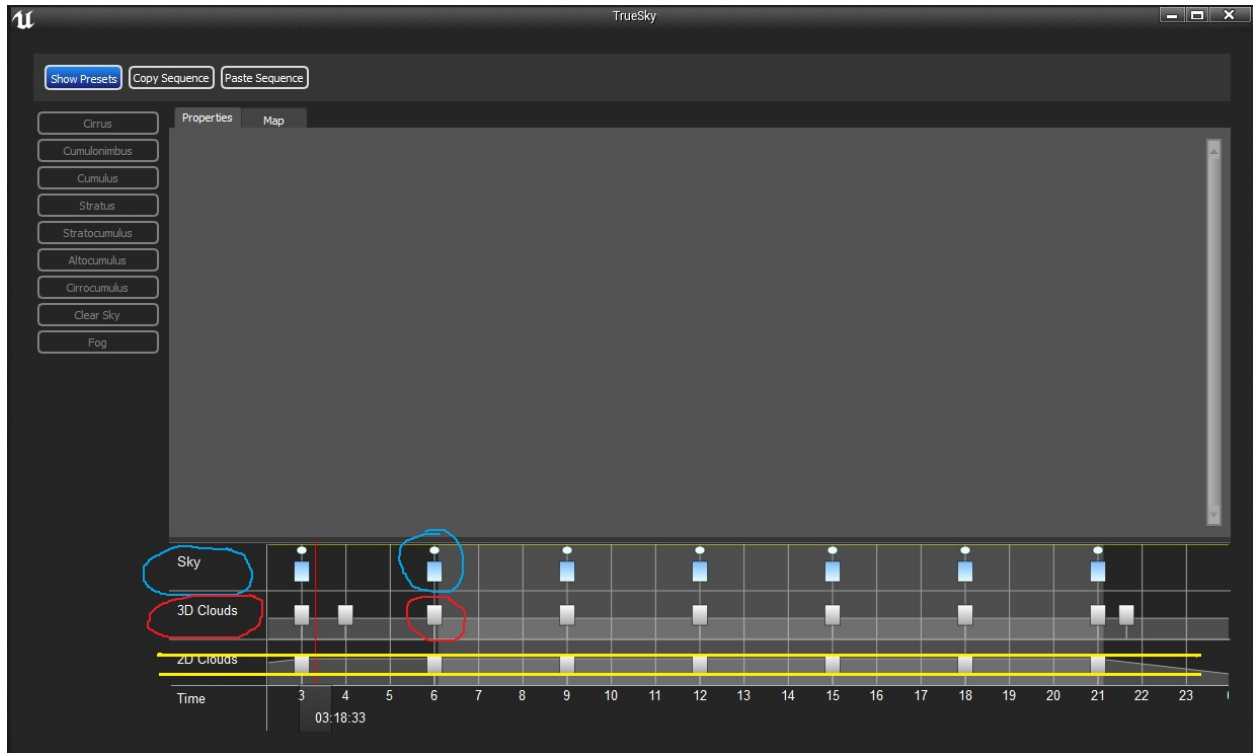 TrueSky
Show Presets Copy Sequence Paste Sequence
Properties Map
Cirrus
Cumulonimbus
Cumulus
Stratus
Stratocumulus
Altocumulus
Cirrocumulus
Clear Sky
Fog
Sky
3D Clouds
2D Clouds
Time 3 4 5 6 7 8 9 10 11 12 13 14 15 16 17 18 19 20 21 22 23
03:18:33